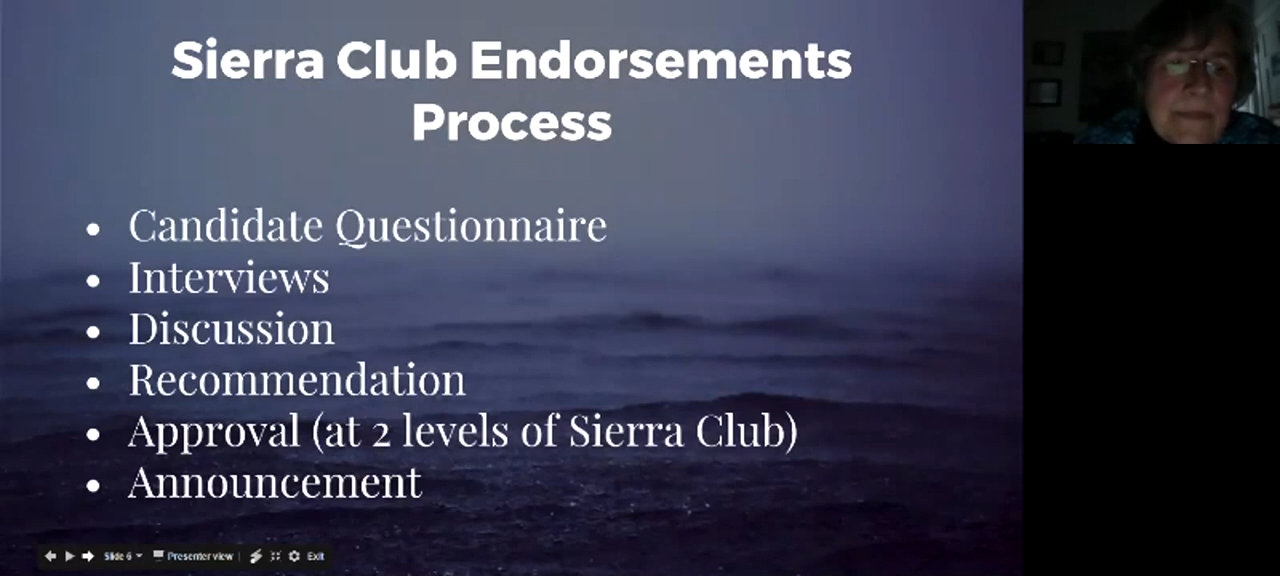 Sierra Club Endorsements
Process
• Candidate Questionnaire
• Interviews
• Discussion
• Recommendation
• Approval (at 2 levels of Sierra Club)
• Announcement
Slide 6 Presenter view Exit